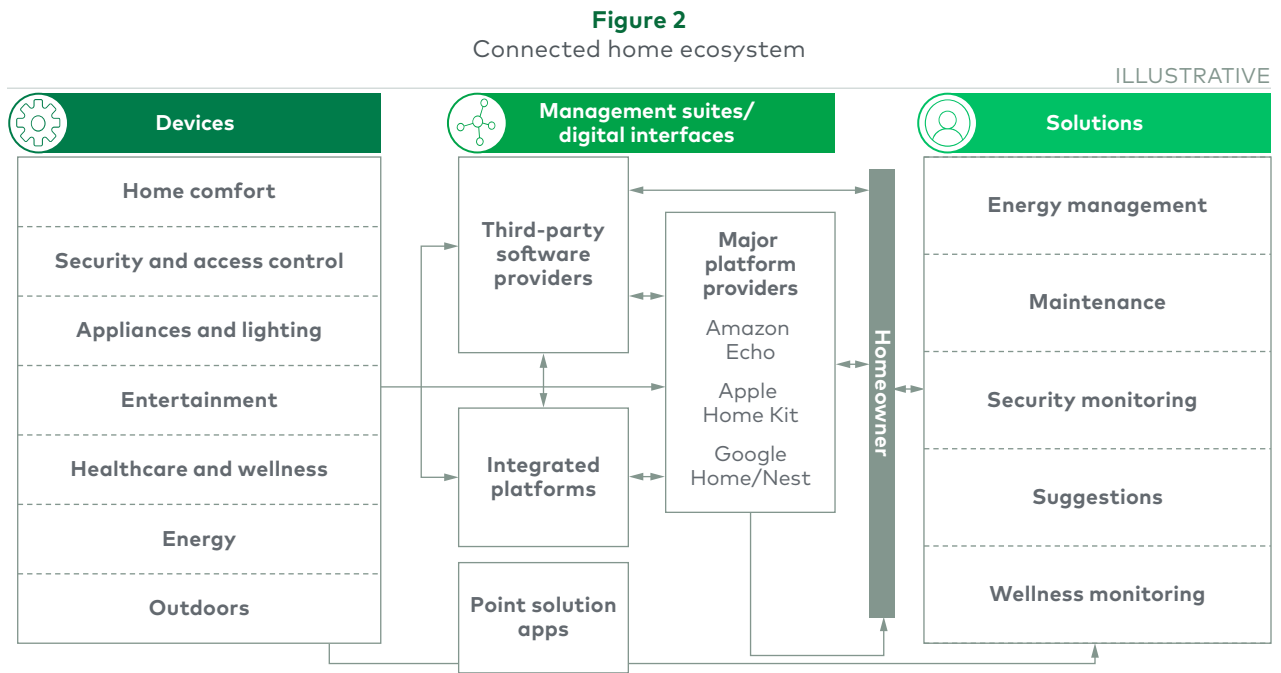 Figure 2
Connected home ecosystem
ILLUSTRATIVE
Devices
Home comfort
Security and access control
Appliances and lighting
Entertainment
Healthcare and wellness
Energy
Outdoors
Management suites/
digital interfaces
Third-party
software
providers
Integrated
platforms
Point solution
apps
Major
platform
providers
Amazon
Echo
Apple
Home Kit
Google
Home/Nest
Homeowner
Solutions
Energy management
Maintenance
Security monitoring
Suggestions
Wellness monitoring